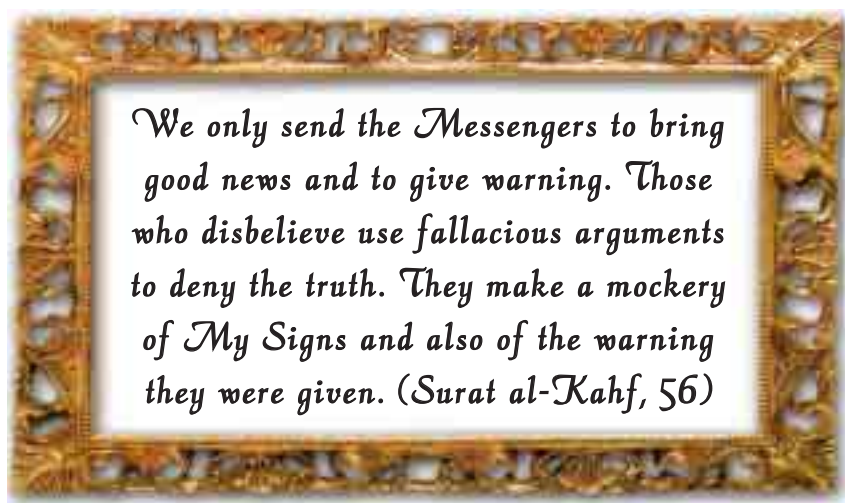 We only send the Messengers to bring
good news and to give warning. Those
who disbelieve use fallacious arguments
to deny the truth. They make a mockery
of My Signs and also of the warning
they were given. (Surat al-Kahf, 56)